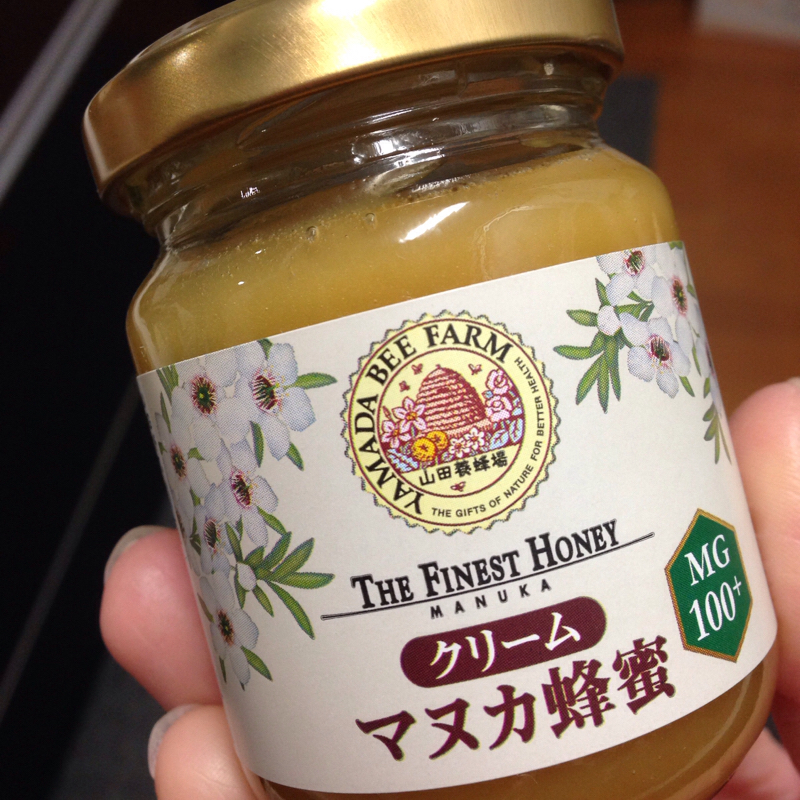 YAMADA BEE FARM
山田養蜂場
THE GIFTS OF NATURE FOR BETTER HEALTH
THE FINEST HONEY
MANUKA
MG
100+
クリーム
マヌカ蜂蜜